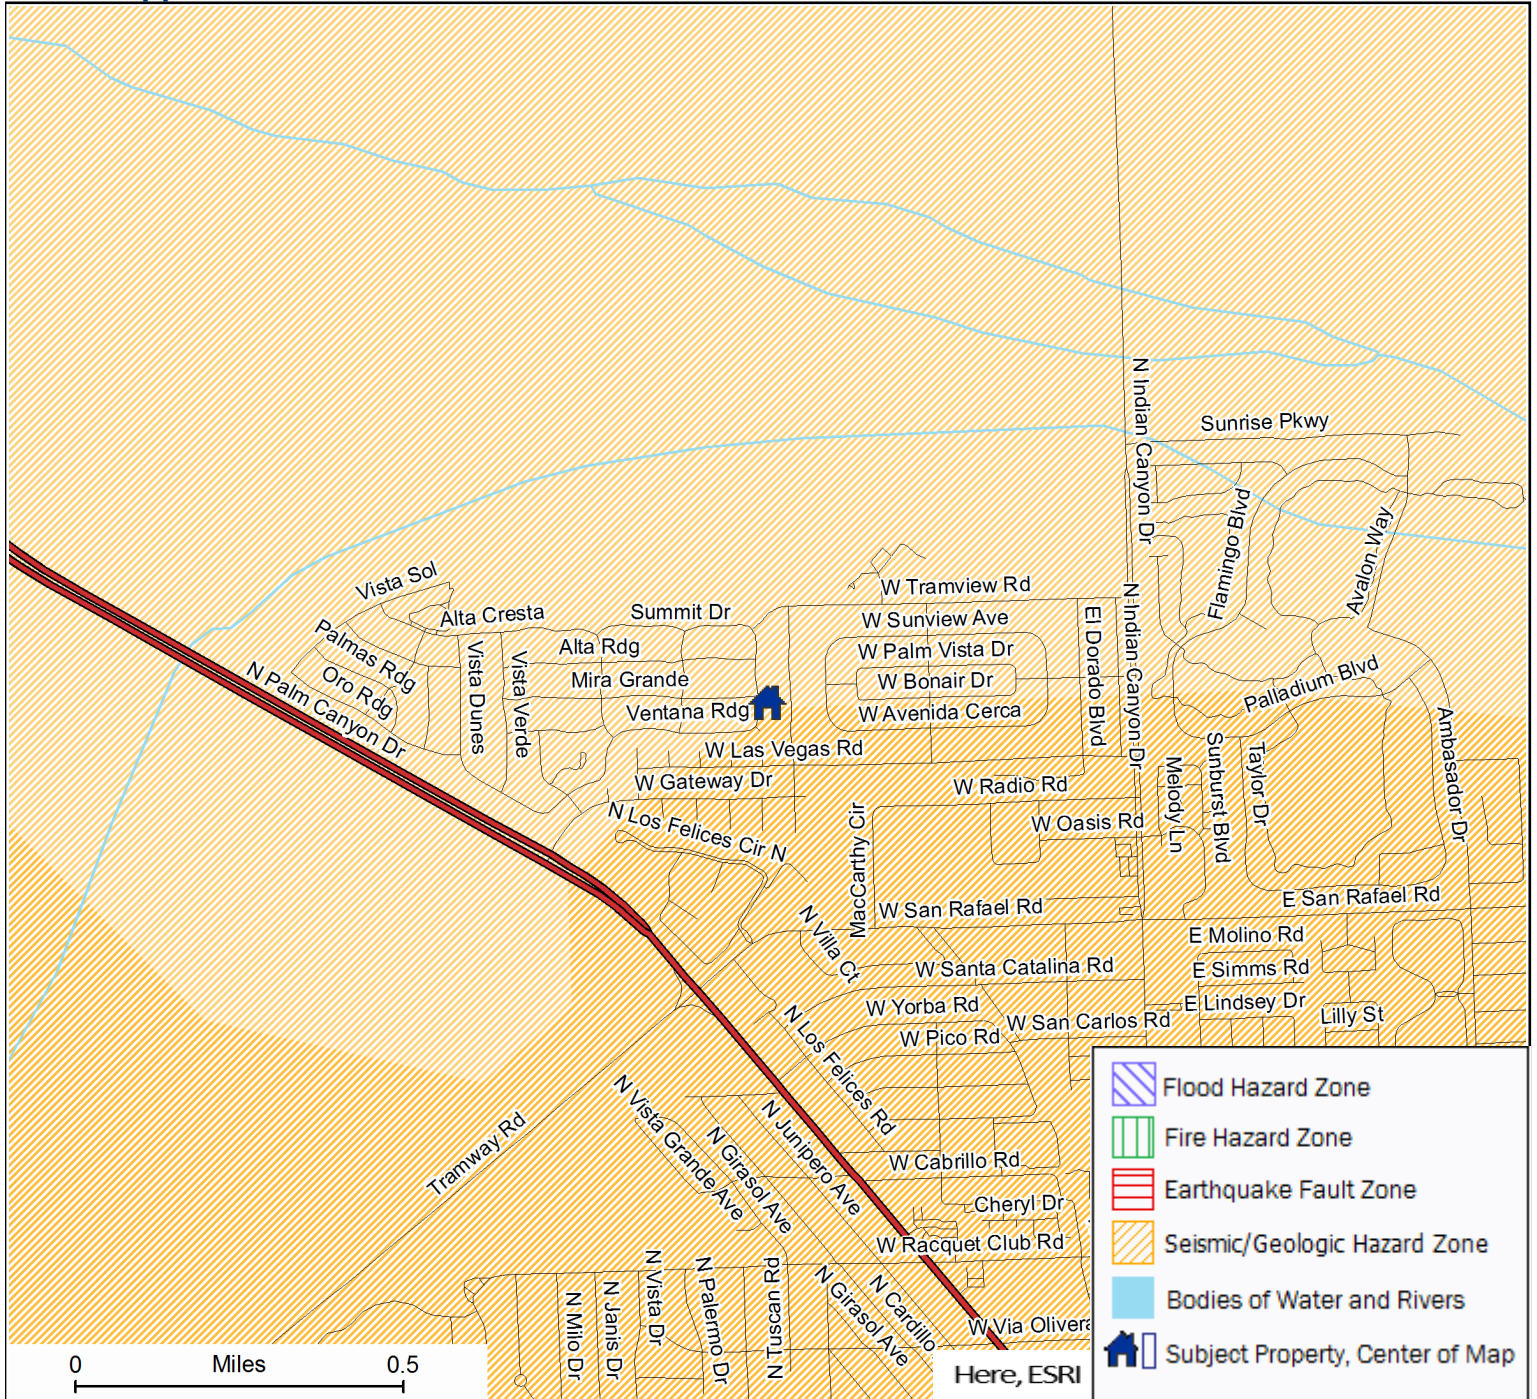 N Indian Canyon Dr
Sunrise Pkwy
Flamingo Blvd
Avalon Way
Vista Sol
Alta Cresta
Summit Dr
W Tramview Rd
W Sunview Ave
Palmas Rdg
Alta Rdg
W Palm Vista Dr
El Dorado Blvd
N Indian Canyon Dr
Oro Rdg
Vista Dunes
Vista Verde
Mira Grande
W Bonair Dr
Palladium Blvd
N Palm Canyon Dr
Ventana Rdg
W Avenida Cerca
W Las Vegas Rd
Ambasador Dr
W Gateway Dr
W Radio Rd
Melody Ln
Sunburst Blvd
Taylor Dr
N Los Felices Cir N
MacCarthy Cir
W Oasis Rd
W San Rafael Rd
E San Rafael Rd
N Villa Ct
E Molino Rd
W Santa Catalina Rd
E Simms Rd
W Yorba Rd
E Lindsey Dr
W San Carlos Rd
Lilly St
W Pico Rd
N Los Felices Rd
Tramway Rd
N Vista Grande Ave
N Girasol Ave
N Junipero Ave
W Cabrillo Rd
Cheryl Dr
W Racquet Club Rd
N Milo Dr
N Janis Dr
N Vista Dr
N Palermo Dr
N Tuscan Rd
N Girasol Ave
N Cardillo
W Via Olivera
Flood Hazard Zone
Fire Hazard Zone
Earthquake Fault Zone
Seismic/Geologic Hazard Zone
Bodies of Water and Rivers
Subject Property, Center of Map
0 Miles 0.5
Here, ESRI